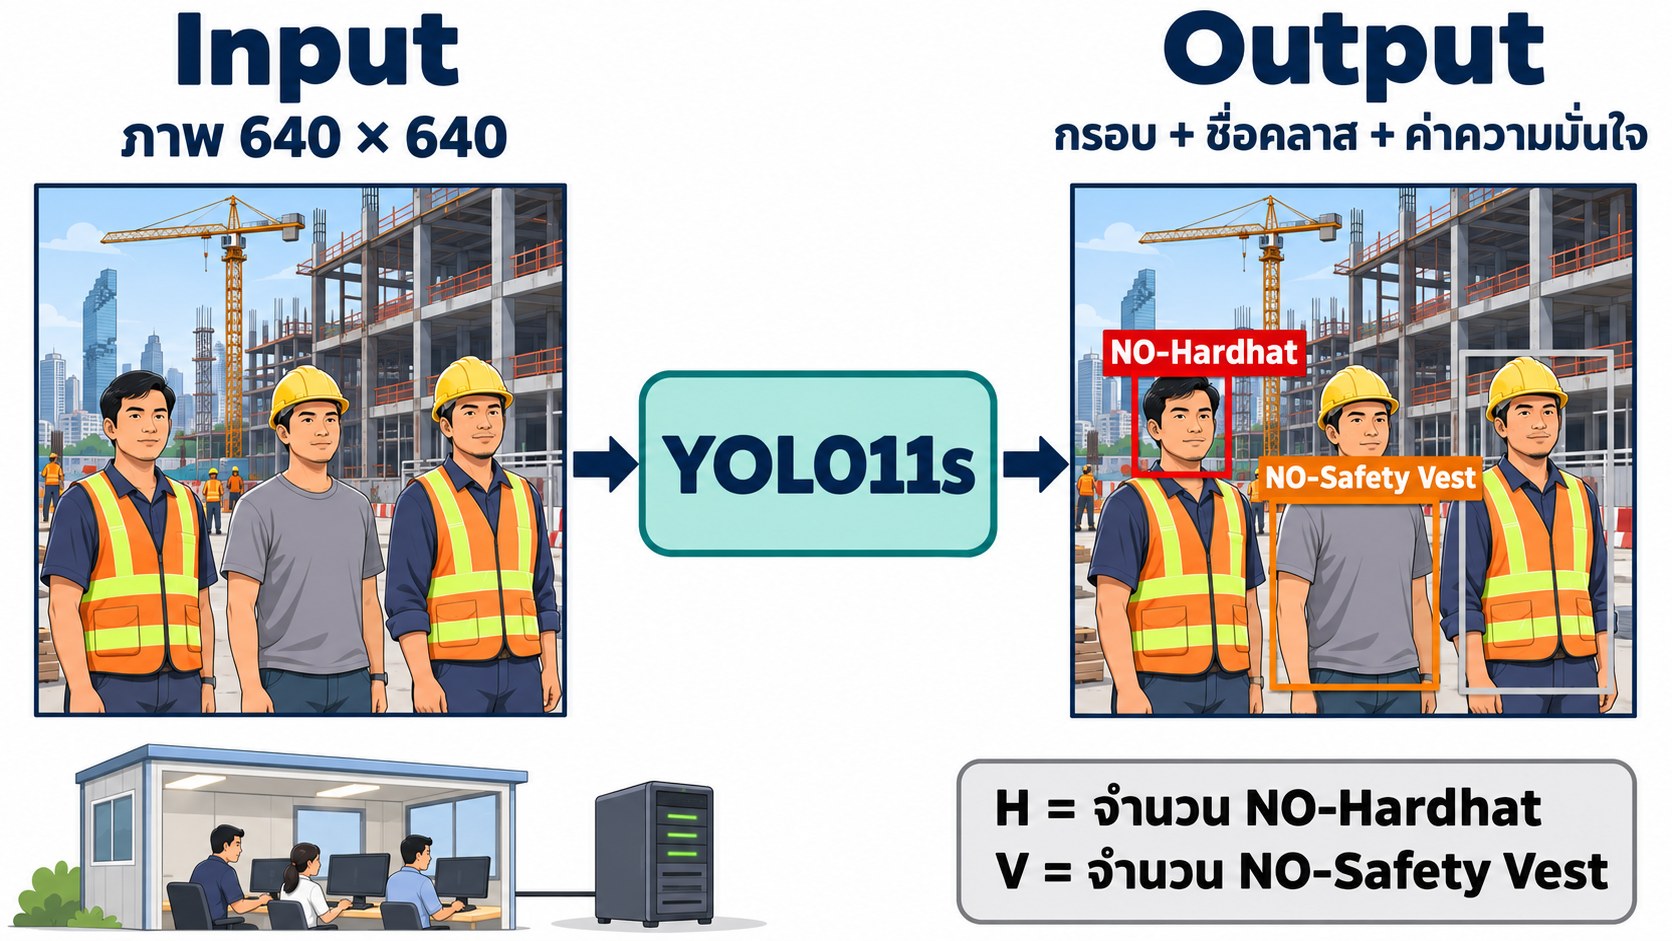 Input
ภาพ 640 × 640
YOLO11s
Output
กรอบ + ชื่อคลาส + ค่าความมั่นใจ
NO-Hardhat
NO-Safety Vest
H = จำนวน NO-Hardhat
V = จำนวน NO-Safety Vest